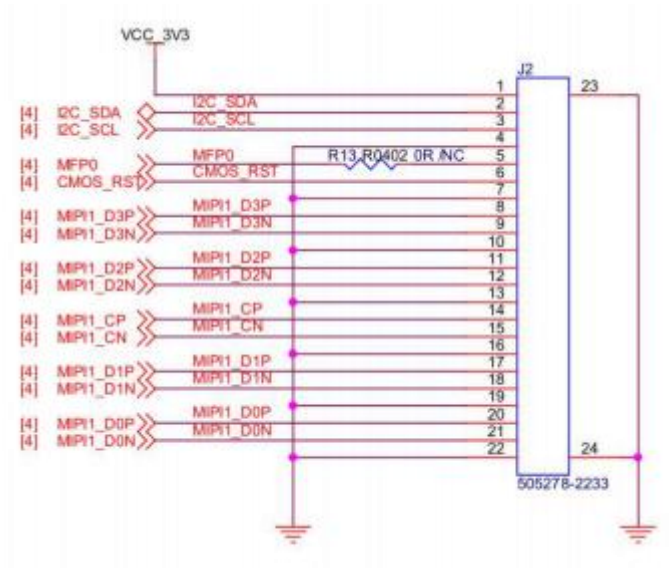 VCC_3V3
J2
1 23
[4] I2C_SDA I2C_SDA 2
[4] I2C_SCL I2C_SCL 3
4
[4] MFP0 MFP0 R13 R0402 0R /NC 5
[4] CMOS_RST CMOS_RST 6
7
[4] MIPI1_D3P MIPI1_D3P 8
[4] MIPI1_D3N MIPI1_D3N 9
10
[4] MIPI1_D2P MIPI1_D2P 11
[4] MIPI1_D2N MIPI1_D2N 12
13
[4] MIPI1_CP MIPI1_CP 14
[4] MIPI1_CN MIPI1_CN 15
16
[4] MIPI1_D1P MIPI1_D1P 17
[4] MIPI1_D1N MIPI1_D1N 18
19
[4] MIPI1_D0P MIPI1_D0P 20
[4] MIPI1_D0N MIPI1_D0N 21
22 24
505278-2233